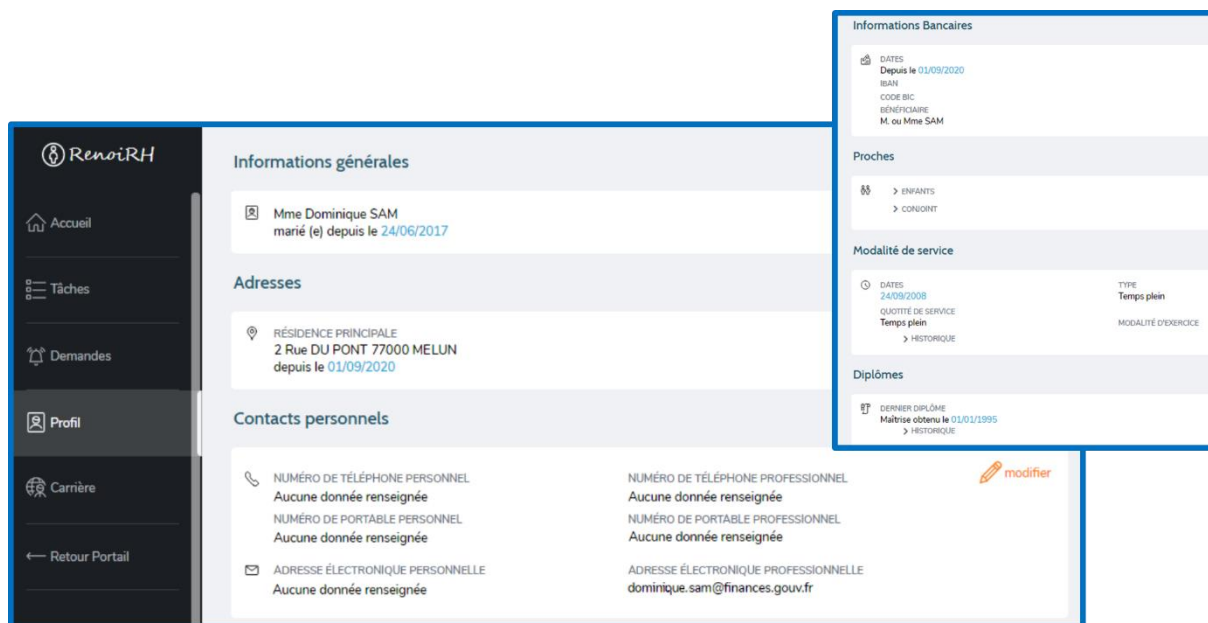 RenoiRH
Accueil
Tâches
Demandes
Profil
Carrière
Retour Portail
Informations générales
Mme Dominique SAM
marié (e) depuis le 24/06/2017
Adresses
RÉSIDENCE PRINCIPALE
2 Rue DU PONT 77000 MELUN
depuis le 01/09/2020
Contacts personnels
modifier
NUMÉRO DE TÉLÉPHONE PERSONNEL
Aucune donnée renseignée
NUMÉRO DE TÉLÉPHONE PROFESSIONNEL
Aucune donnée renseignée
NUMÉRO DE PORTABLE PERSONNEL
Aucune donnée renseignée
NUMÉRO DE PORTABLE PROFESSIONNEL
Aucune donnée renseignée
ADRESSE ÉLECTRONIQUE PERSONNELLE
Aucune donnée renseignée
ADRESSE ÉLECTRONIQUE PROFESSIONNELLE
dominique.sam@finances.gouv.fr
Informations Bancaires
DATES
Depuis le 01/09/2020
IBAN
CODE BIC
BÉNÉFICIAIRE
M. ou Mme SAM
Proches
> ENFANTS
> CONJOINT
Modalité de service
DATES
24/09/2008
TYPE
Temps plein
QUOTITÉ DE SERVICE
Temps plein
MODALITÉ D'EXERCICE
> HISTORIQUE
Diplômes
DERNIER DIPLÔME
Maîtrise obtenu le 01/01/1995
> HISTORIQUE